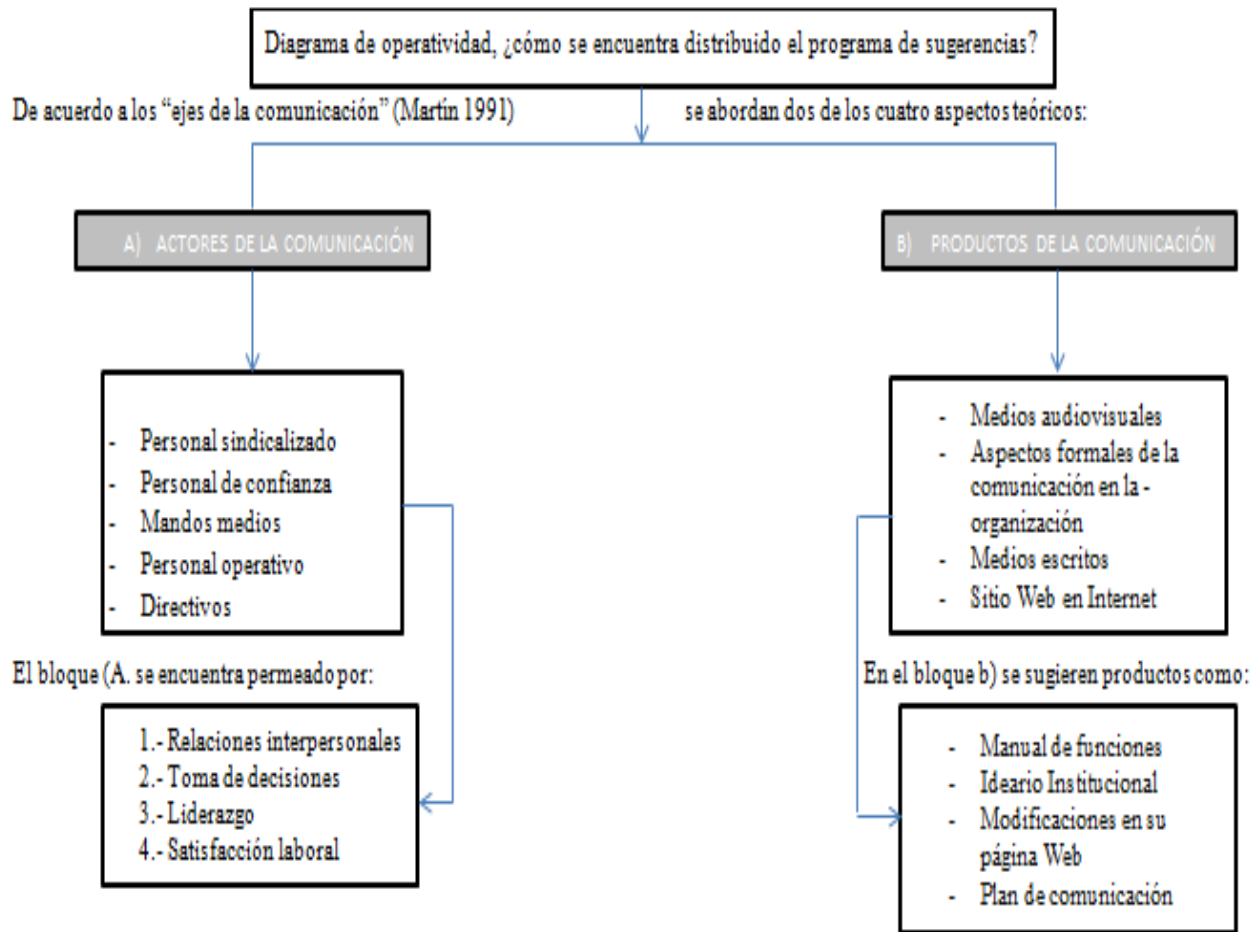 Diagrama de operatividad, ¿cómo se encuentra distribuido el programa de sugerencias?
De acuerdo a los “ejes de la comunicación” (Martín 1991)
se abordan dos de los cuatro aspectos teóricos:
A) ACTORES DE LA COMUNICACIÓN
- Personal sindicalizado
- Personal de confianza
- Mandos medios
- Personal operativo
- Directivos
El bloque (A. se encuentra permeado por:
1.- Relaciones interpersonales
2.- Toma de decisiones
3.- Liderazgo
4.- Satisfacción laboral
B) PRODUCTOS DE LA COMUNICACIÓN
- Medios audiovisuales
- Aspectos formales de la
comunicación en la -
organización
- Medios escritos
- Sitio Web en Internet
En el bloque b) se sugieren productos como:
- Manual de funciones
- Ideario Institucional
- Modificaciones en su
página Web
- Plan de comunicación